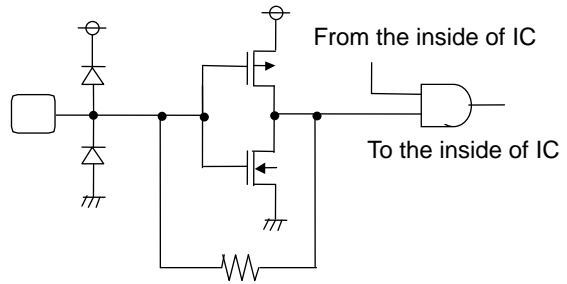 From the inside of IC
To the inside of IC